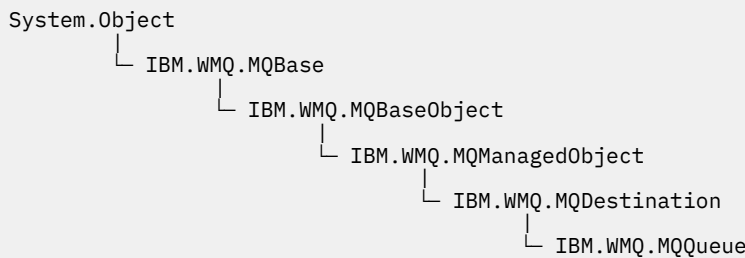 System.Object
IBM.WMQ.MQBase
IBM.WMQ.MQBaseObject
IBM.WMQ.MQManagedObject
IBM.WMQ.MQDestination
IBM.WMQ.MQQueue